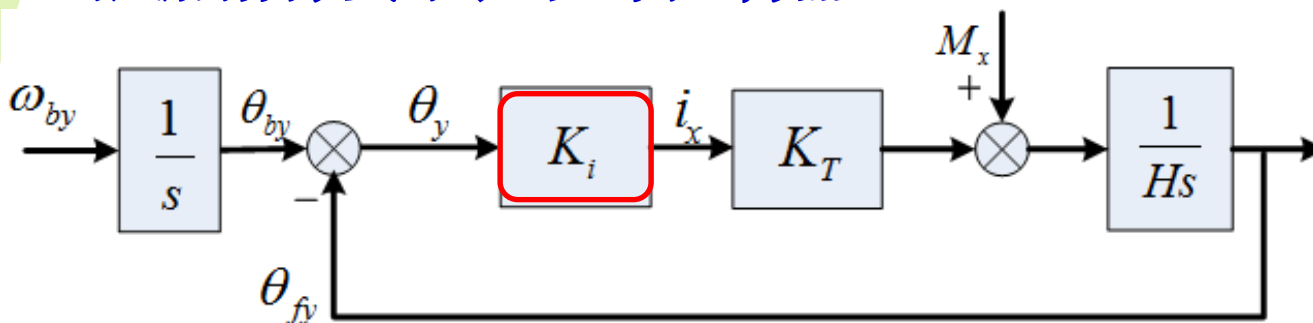 M_x
+
ω_by 1/s θ_by θ_y K_i i_x K_T 1/(Hs)
−
θ_fy